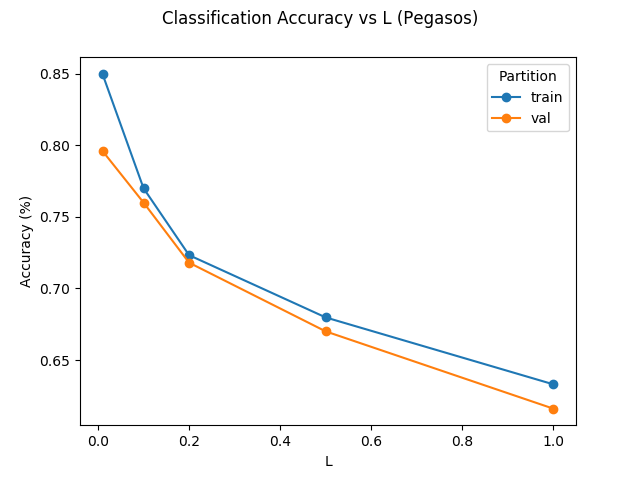 Classification Accuracy vs L (Pegasos)
Partition
train
val
Accuracy (%)
0.85
0.80
0.75
0.70
0.65
0.0 0.2 0.4 0.6 0.8 1.0
L